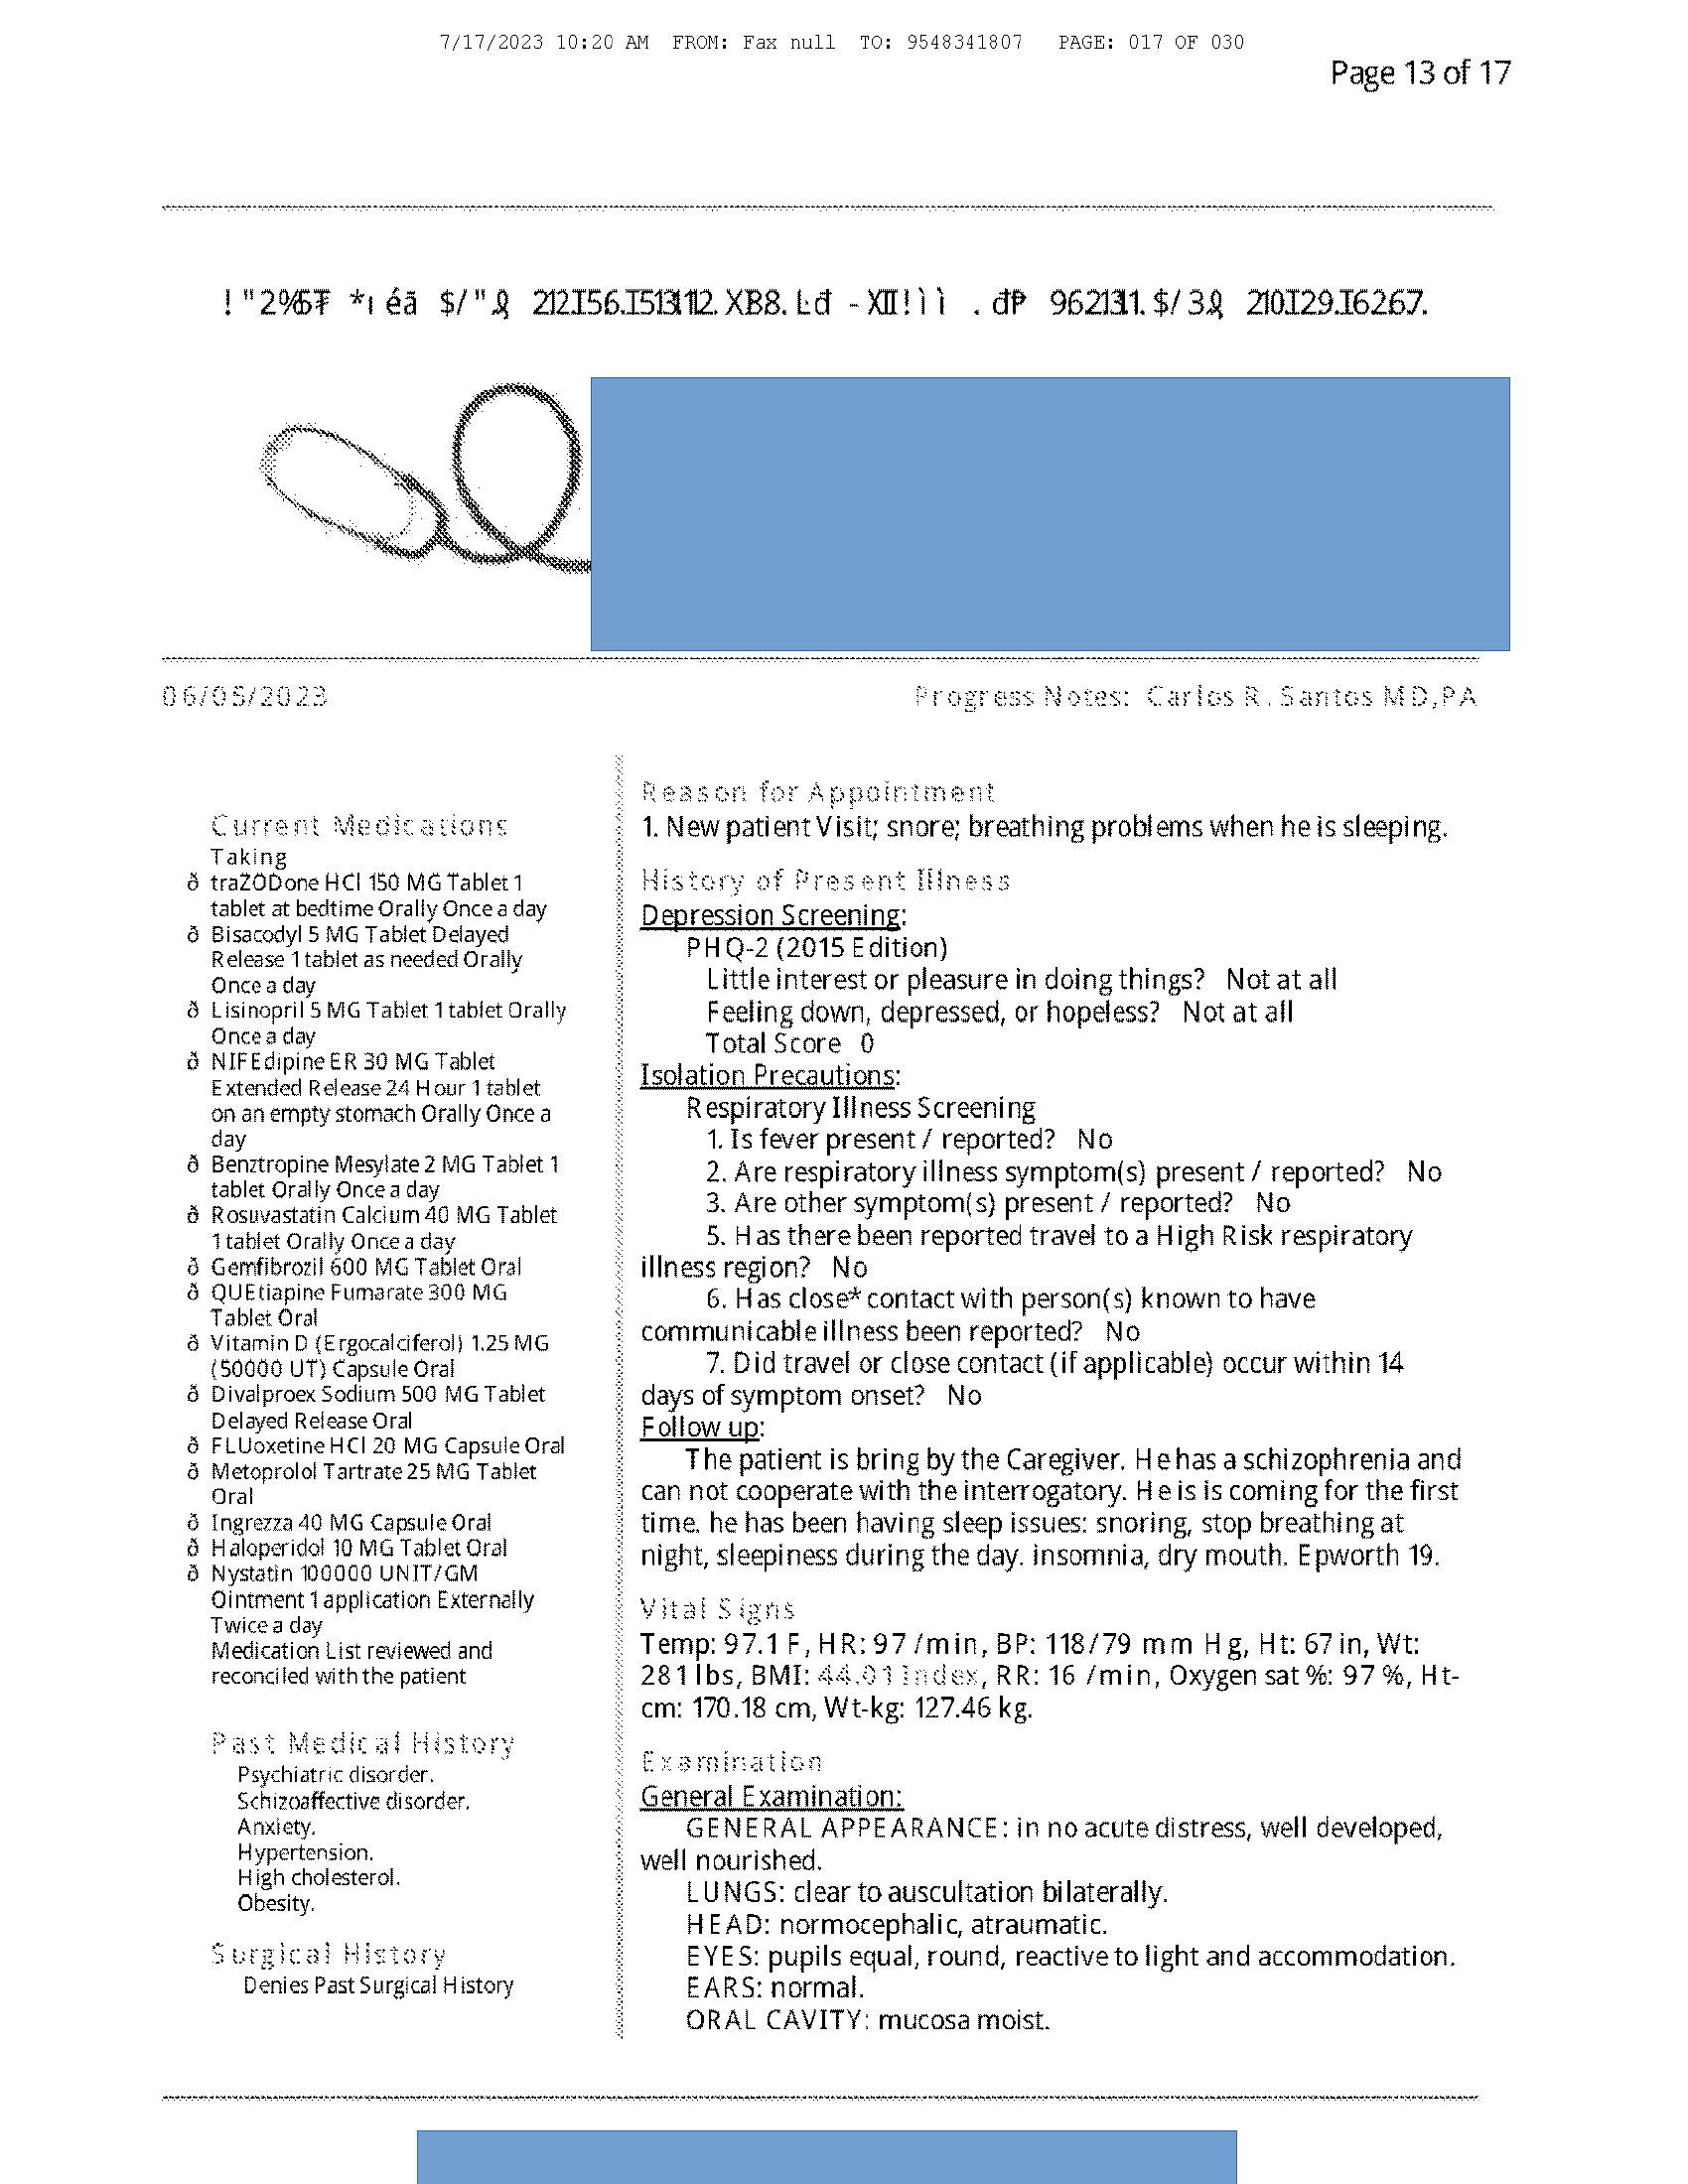 7/17/2023 10:20 AM FROM: Fax null TO: 9548341807 PAGE: 017 OF 030
Page 13 of 17
06/05/2023
Progress Notes: Carlos R. Santos MD,PA
Current Medications
Taking
ð traZODone HCl 150 MG Tablet 1
tablet at bedtime Orally Once a day
ð Bisacodyl 5 MG Tablet Delayed
Release 1 tablet as needed Orally
Once a day
ð Lisinopril 5 MG Tablet 1 tablet Orally
Once a day
ð NIFEdipine ER 30 MG Tablet
Extended Release 24 Hour 1 tablet
on an empty stomach Orally Once a
day
ð Benztropine Mesylate 2 MG Tablet 1
tablet Orally Once a day
ð Rosuvastatin Calcium 40 MG Tablet
1 tablet Orally Once a day
ð Gemfibrozil 600 MG Tablet Oral
ð QUEtiapine Fumarate 300 MG
Tablet Oral
ð Vitamin D (Ergocalciferol) 1.25 MG
(50000 UT) Capsule Oral
ð Divalproex Sodium 500 MG Tablet
Delayed Release Oral
ð FLUoxetine HCl 20 MG Capsule Oral
ð Metoprolol Tartrate 25 MG Tablet
Oral
ð Ingrezza 40 MG Capsule Oral
ð Haloperidol 10 MG Tablet Oral
ð Nystatin 100000 UNIT/GM
Ointment 1 application Externally
Twice a day
Medication List reviewed and
reconciled with the patient
Past Medical History
Psychiatric disorder.
Schizoaffective disorder.
Anxiety.
Hypertension.
High cholesterol.
Obesity.
Surgical History
Denies Past Surgical History
Reason for Appointment
1. New patient Visit; snore; breathing problems when he is sleeping.
History of Present Illness
Depression Screening:
PHQ-2 (2015 Edition)
Little interest or pleasure in doing things? Not at all
Feeling down, depressed, or hopeless? Not at all
Total Score 0
Isolation Precautions:
Respiratory Illness Screening
1. Is fever present / reported? No
2. Are respiratory illness symptom(s) present / reported? No
3. Are other symptom(s) present / reported? No
5. Has there been reported travel to a High Risk respiratory
illness region? No
6. Has close* contact with person(s) known to have
communicable illness been reported? No
7. Did travel or close contact (if applicable) occur within 14
days of symptom onset? No
Follow up:
The patient is bring by the Caregiver. He has a schizophrenia and
can not cooperate with the interrogatory. He is is coming for the first
time. he has been having sleep issues: snoring, stop breathing at
night, sleepiness during the day. insomnia, dry mouth. Epworth 19.
Vital Signs
Temp: 97.1 F, HR: 97 /min, BP: 118/79 mm Hg, Ht: 67 in, Wt:
281 lbs, BMI: 44.01 Index, RR: 16 /min, Oxygen sat %: 97 %, Ht-
cm: 170.18 cm, Wt-kg: 127.46 kg.
Examination
General Examination:
GENERAL APPEARANCE: in no acute distress, well developed,
well nourished.
LUNGS: clear to auscultation bilaterally.
HEAD: normocephalic, atraumatic.
EYES: pupils equal, round, reactive to light and accommodation.
EARS: normal.
ORAL CAVITY: mucosa moist.